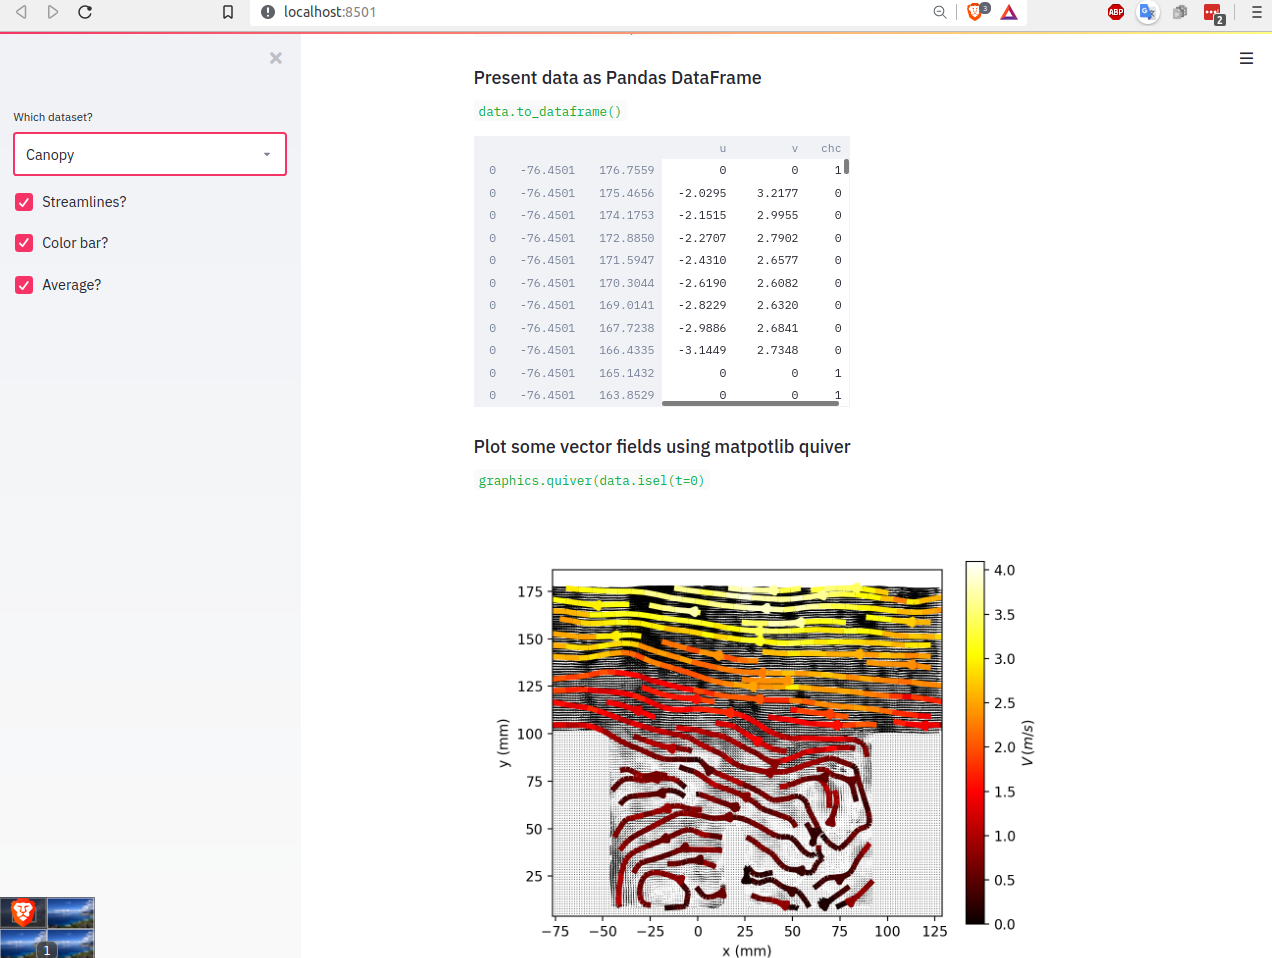 localhost:8501
3
ABP
G
2
Which dataset?
Canopy
Streamlines?
Color bar?
Average?
Present data as Pandas DataFrame
data.to_dataframe()
u v chc
0 -76.4501 176.7559 0 0 1
0 -76.4501 175.4656 -2.0295 3.2177 0
0 -76.4501 174.1753 -2.1515 2.9955 0
0 -76.4501 172.8850 -2.2707 2.7902 0
0 -76.4501 171.5947 -2.4310 2.6577 0
0 -76.4501 170.3044 -2.6190 2.6082 0
0 -76.4501 169.0141 -2.8229 2.6320 0
0 -76.4501 167.7238 -2.9886 2.6841 0
0 -76.4501 166.4335 -3.1449 2.7348 0
0 -76.4501 165.1432 0 0 1
0 -76.4501 163.8529 0 0 1
Plot some vector fields using matpotlib quiver
graphics.quiver(data.isel(t=0)
175
150
125
100
75
50
25
y (mm)
−75 −50 −25 0 25 50 75 100 125
x (mm)
4.0
3.5
3.0
2.5
2.0
1.5
1.0
0.5
0.0
V (m/s)
1